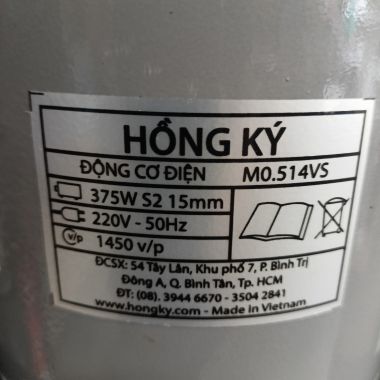 HỒNG KÝ
ĐỘNG CƠ ĐIỆN M0.514VS
375W S2 15mm
220V - 50Hz
v/p 1450 v/p
ĐCSX: 54 Tây Lân, Khu phố 7, P. Bình Trị
Đông A, Q. Bình Tân, Tp. HCM
ĐT: (08). 3944 6670 - 3504 2841
www.hongky.com - Made in Vietnam